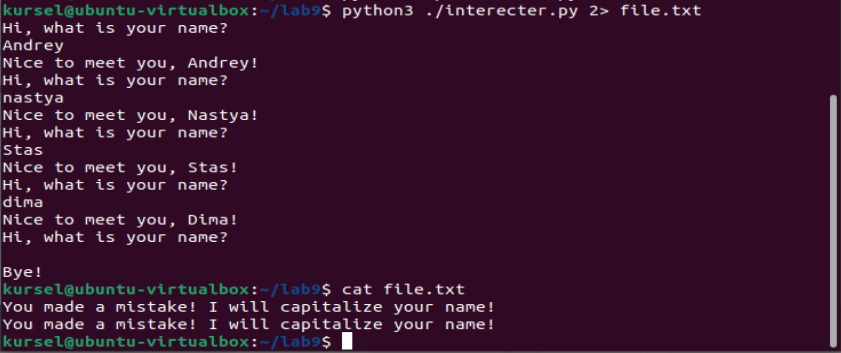 kursel@ubuntu-virtualbox:~/lab9$ python3 ./interecter.py 2> file.txt
Hi, what is your name?
Andrey
Nice to meet you, Andrey!
Hi, what is your name?
nastya
Nice to meet you, Nastya!
Hi, what is your name?
Stas
Nice to meet you, Stas!
Hi, what is your name?
dima
Nice to meet you, Dima!
Hi, what is your name?
Bye!
kursel@ubuntu-virtualbox:~/lab9$ cat file.txt
You made a mistake! I will capitalize your name!
You made a mistake! I will capitalize your name!
kursel@ubuntu-virtualbox:~/lab9$